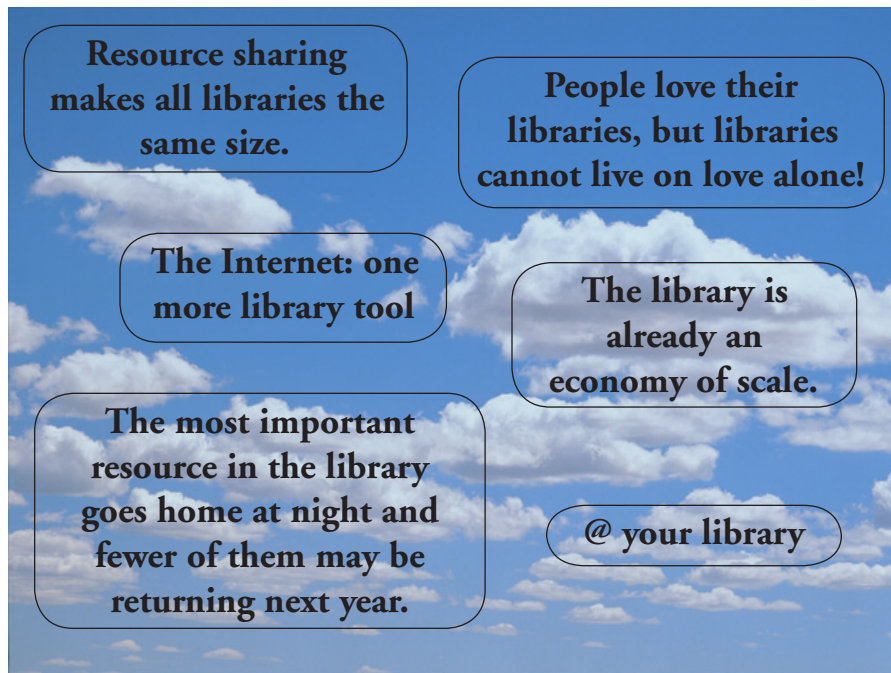 Resource sharing
makes all libraries the
same size.
People love their
libraries, but libraries
cannot live on love alone!
The Internet: one
more library tool
The library is
already an
economy of scale.
The most important
resource in the library
goes home at night and
fewer of them may be
returning next year.
@ your library